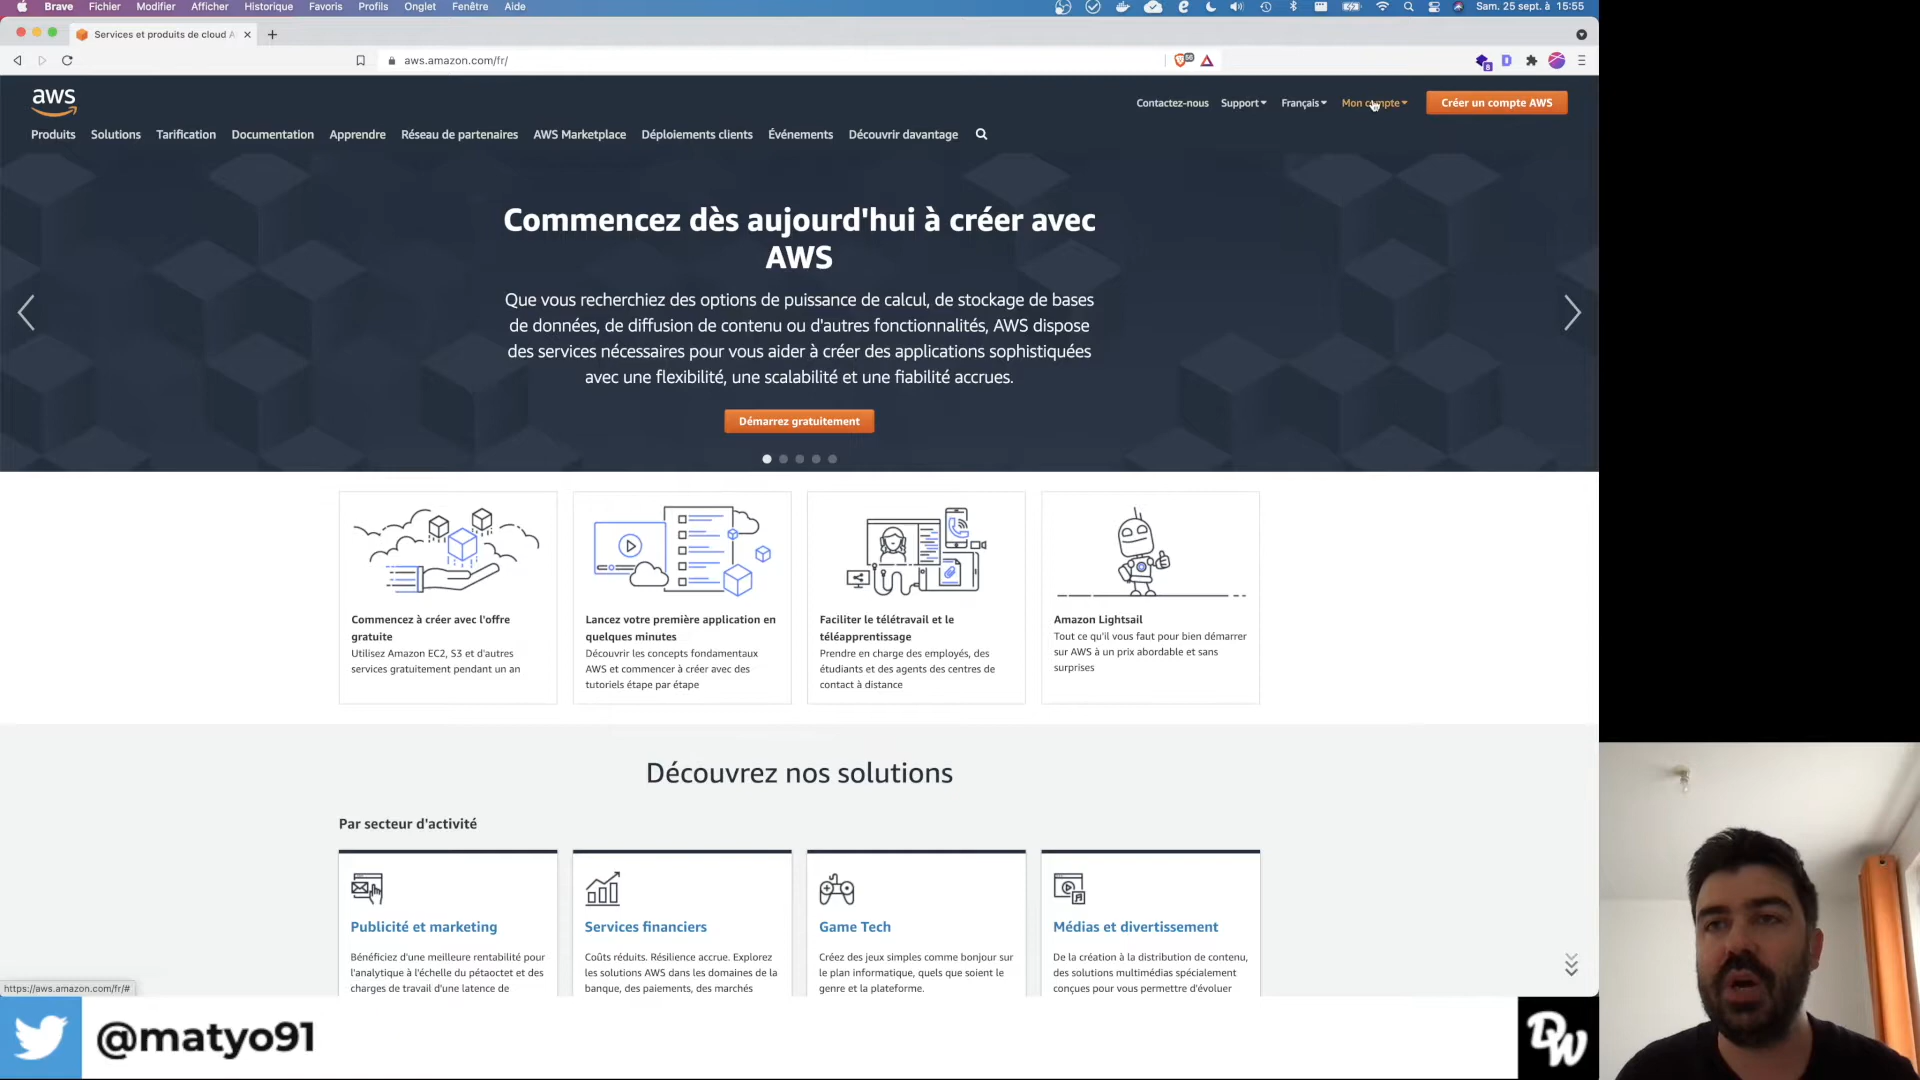 Brave Fichier Modifier Afficher Historique Favoris Profils Onglet Fenêtre Aide Sam. 25 sept. à 15:55
Services et produits de cloud A
aws.amazon.com/fr/
aws
Contactez-nous Support Français Mon compte Créer un compte AWS
Produits Solutions Tarification Documentation Apprendre Réseau de partenaires AWS Marketplace Déploiements clients Événements Découvrir davantage
Commencez dès aujourd'hui à créer avec
AWS
Que vous recherchiez des options de puissance de calcul, de stockage de bases
de données, de diffusion de contenu ou d'autres fonctionnalités, AWS dispose
des services nécessaires pour vous aider à créer des applications sophistiquées
avec une flexibilité, une scalabilité et une fiabilité accrues.
Démarrez gratuitement
Commencez à créer avec l'offre
gratuite
Utilisez Amazon EC2, S3 et d'autres
services gratuitement pendant un an
Lancez votre première application en
quelques minutes
Découvrir les concepts fondamentaux
AWS et commencer à créer avec des
tutoriels étape par étape
Faciliter le télétravail et le
téléapprentissage
Prendre en charge des employés, des
étudiants et des agents des centres de
contact à distance
Amazon Lightsail
Tout ce qu'il vous faut pour bien démarrer
sur AWS à un prix abordable et sans
surprises
Découvrez nos solutions
Par secteur d'activité
Publicité et marketing
Bénéficiez d'une meilleure rentabilité pour
l'analytique à l'échelle du pétaoctet et des
charges de travail d'une latence de
Services financiers
Coûts réduits. Résilience accrue. Explorez
les solutions AWS dans les domaines de la
banque, des paiements, des marchés
Game Tech
Créez des jeux simples comme bonjour sur
le plan informatique, quels que soient le
genre et la plateforme.
Médias et divertissement
De la création à la distribution de contenu,
des solutions multimédias spécialement
conçues pour vous permettre d'évoluer
https://aws.amazon.com/fr/#
@matyo91
DW